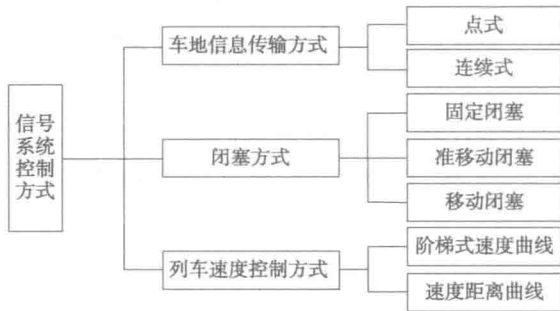 信号
系统
控制
方式
车地信息传输方式
点式
连续式
闭塞方式
固定闭塞
准移动闭塞
移动闭塞
列车速度控制方式
阶梯式速度曲线
速度距离曲线